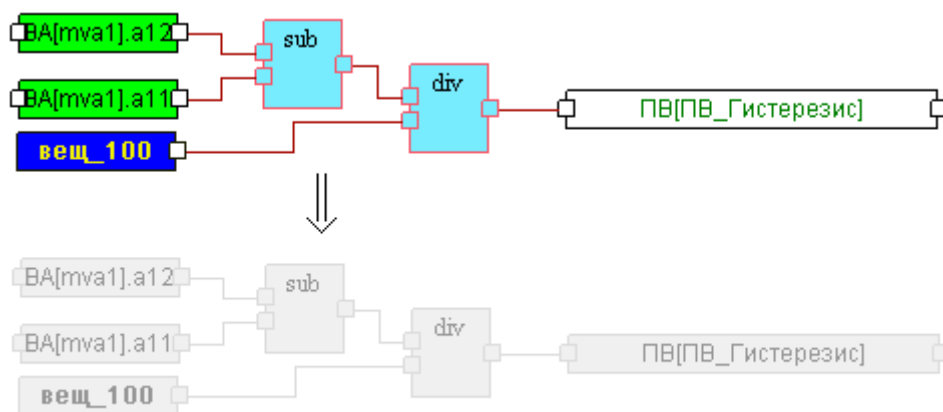 ВА[mva1].a12
sub
ВА[mva1].a11
div
ПВ[ПВ_Гистерезис]
вещ_100
ВА[mva1].a12
sub
ВА[mva1].a11
div
ПВ[ПВ_Гистерезис]
вещ_100